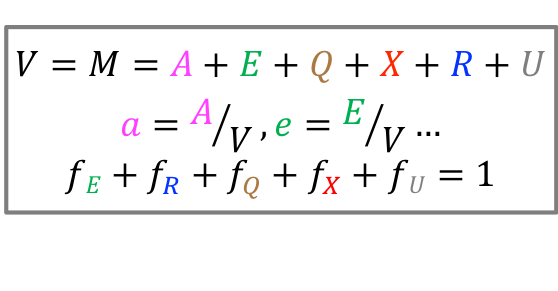 V = M = A + E + Q + X + R + U
a = A/V , e = E/V ...
f_E + f_R + f_Q + f_X + f_U = 1